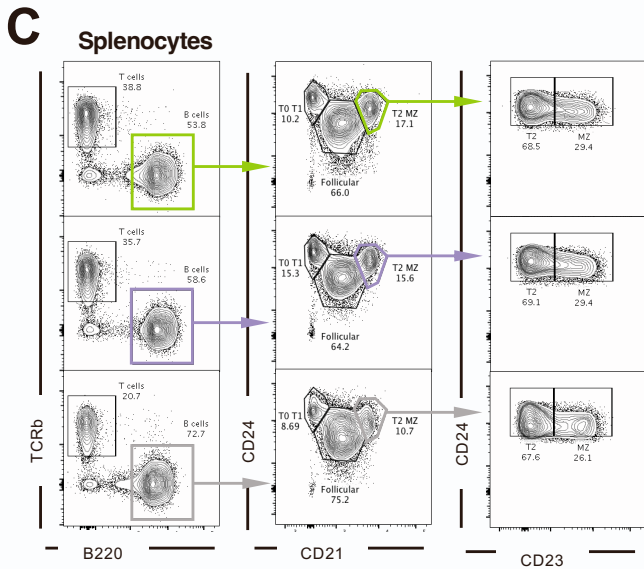 C
Splenocytes
T cells
38.8
B cells
53.8
T0 T1
10.2
T2 MZ
17.1
Follicular
66.0
T2
68.5
MZ
29.4
T cells
35.7
B cells
58.6
T0 T1
15.3
T2 MZ
15.6
Follicular
64.2
T2
69.1
MZ
29.4
T cells
20.7
B cells
72.7
T0 T1
8.69
T2 MZ
10.7
Follicular
75.2
T2
67.6
MZ
26.1
TCRb
CD24
CD24
B220
CD21
CD23